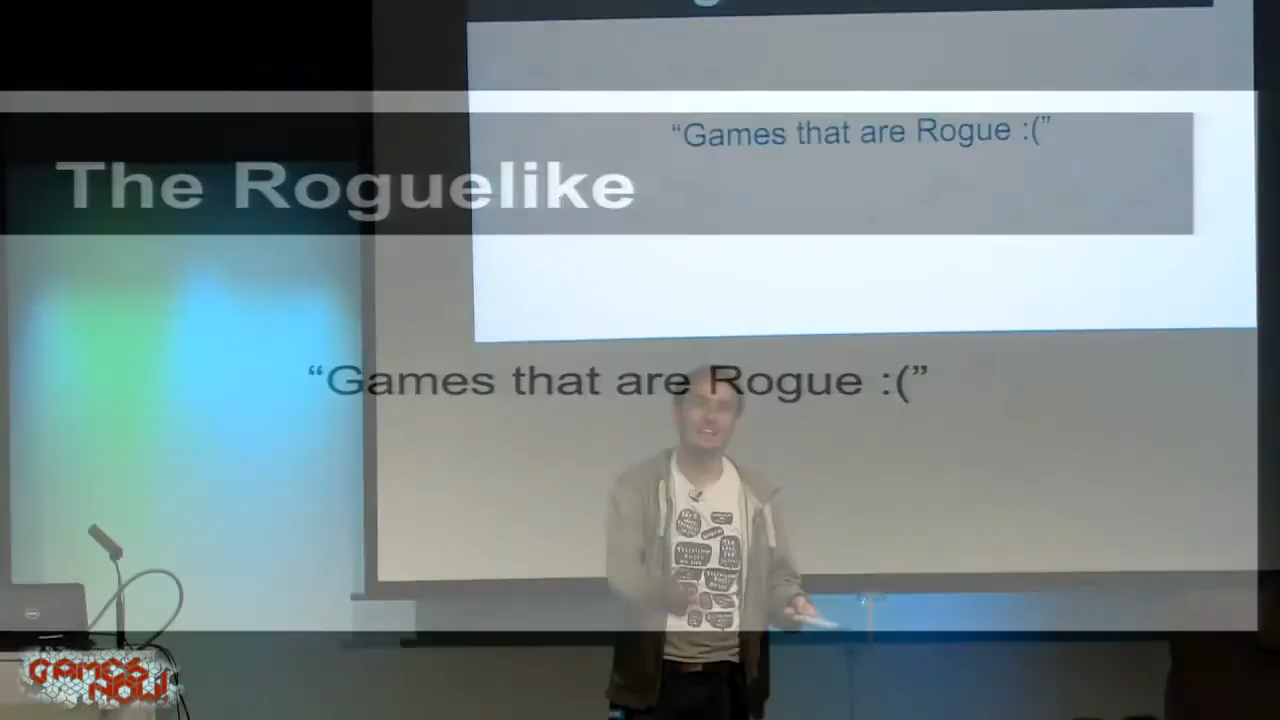 “Games that are Rogue :(”
The Roguelike
“Games that are Rogue :(”
GAMES
NOW!